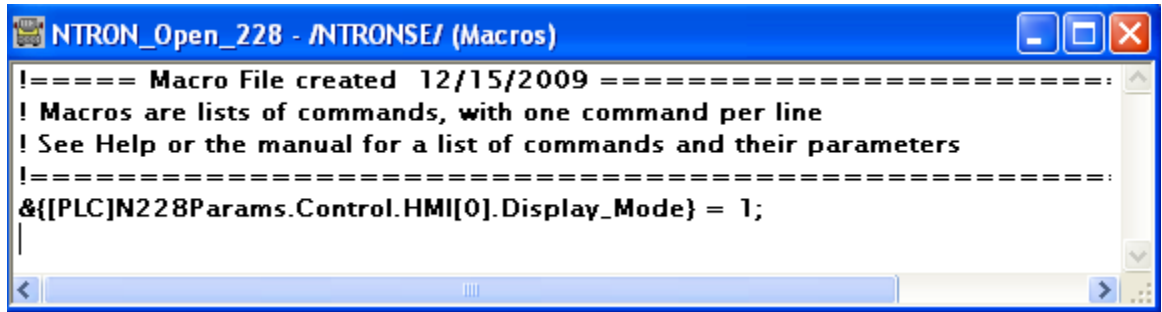 NTRON_Open_228 - /NTRONSE/ (Macros)
!===== Macro File created  12/15/2009 =========================
! Macros are lists of commands, with one command per line
! See Help or the manual for a list of commands and their parameters
!====================================================
&{[PLC]N228Params.Control.HMI[0].Display_Mode} = 1;